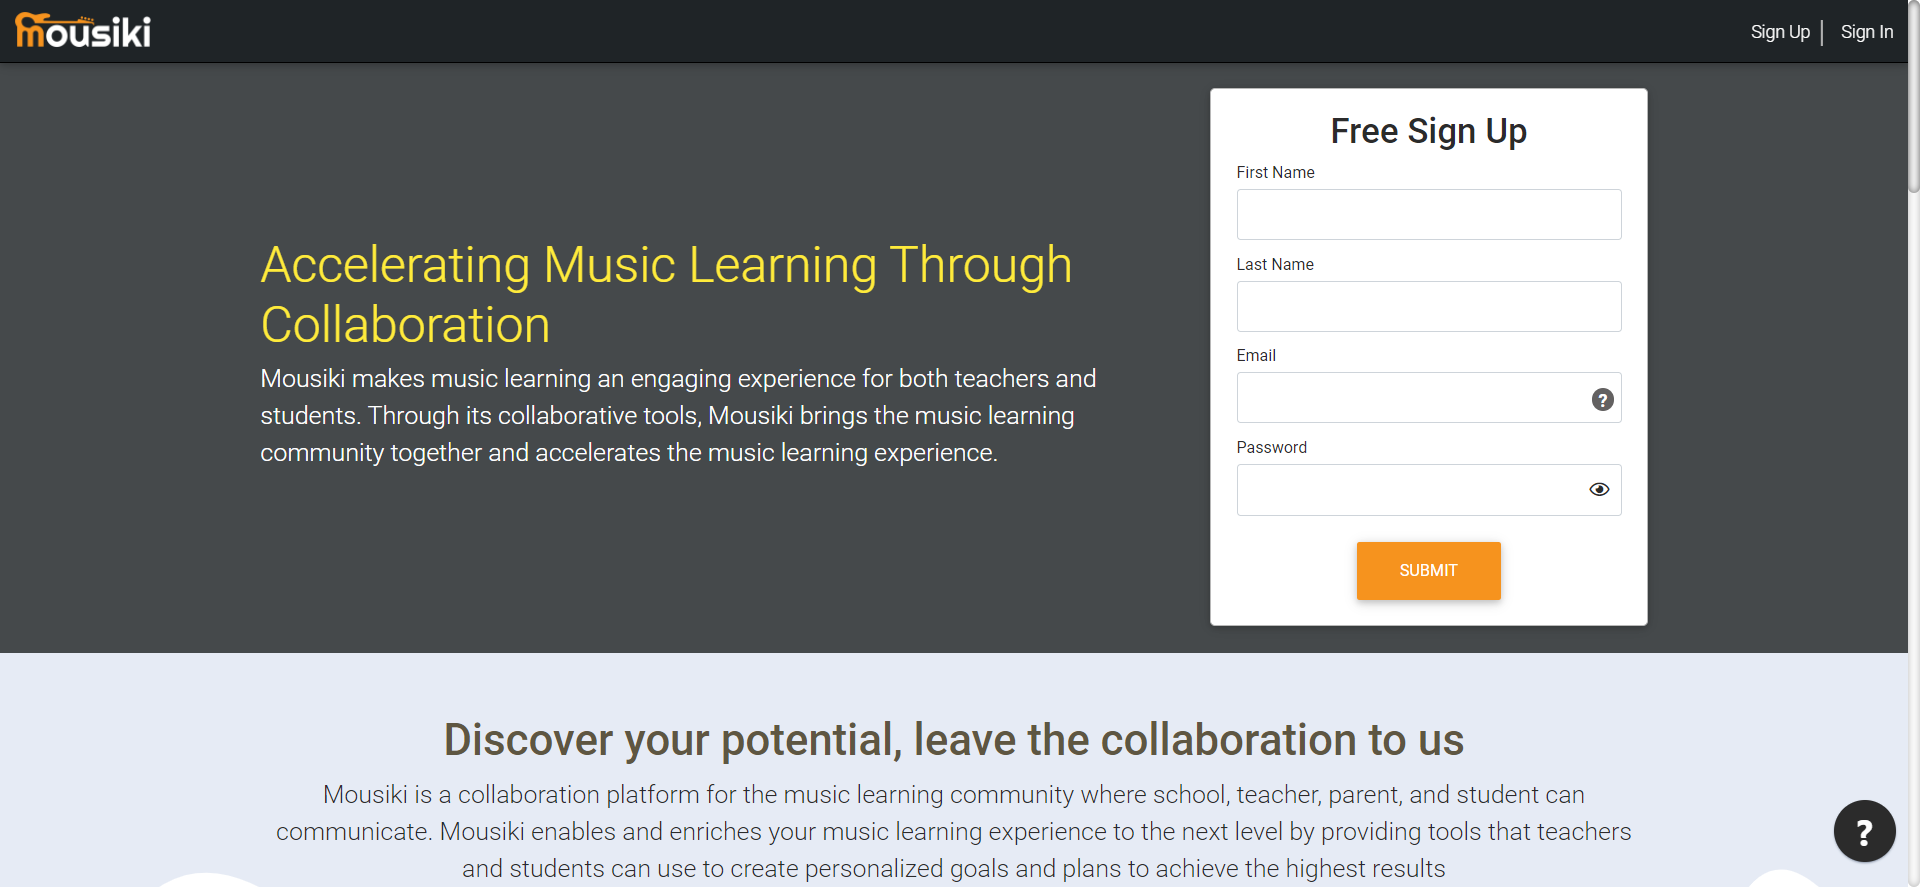 mousiki
Sign Up
Sign In
Accelerating Music Learning Through
Collaboration
Mousiki makes music learning an engaging experience for both teachers and
students. Through its collaborative tools, Mousiki brings the music learning
community together and accelerates the music learning experience.
Free Sign Up
First Name
Last Name
Email
?
Password
SUBMIT
Discover your potential, leave the collaboration to us
Mousiki is a collaboration platform for the music learning community where school, teacher, parent, and student can
communicate. Mousiki enables and enriches your music learning experience to the next level by providing tools that teachers
and students can use to create personalized goals and plans to achieve the highest results
?